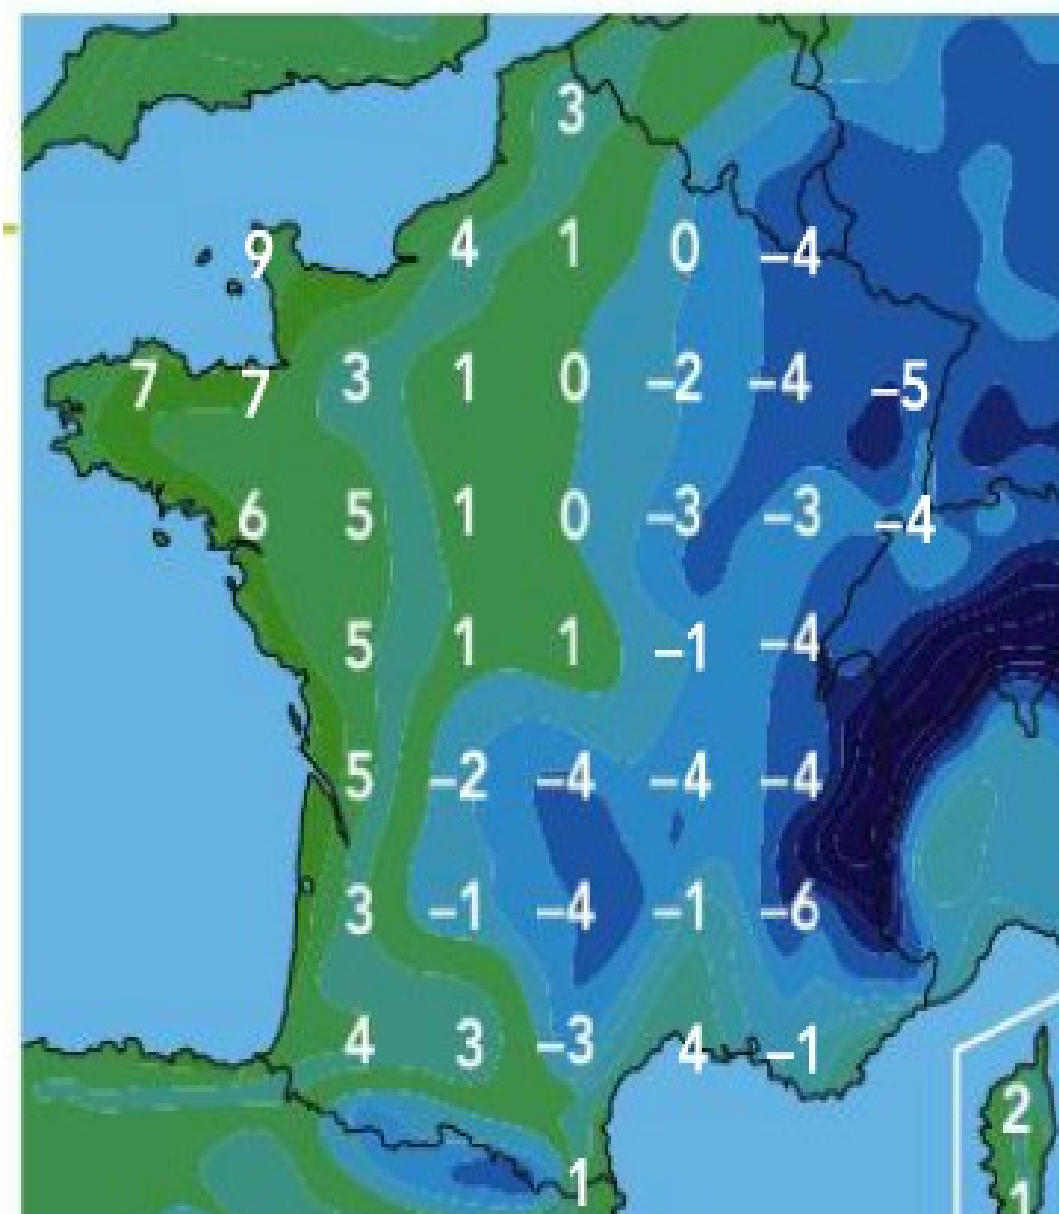 3
9 4 1 0 –4
7 7 3 1 0 –2 –4 –5
6 5 1 0 –3 –3 –4
5 1 1 –1 –4
5 –2 –4 –4 –4
3 –1 –4 –1 –6
4 3 –3 4 –1
2
1 1